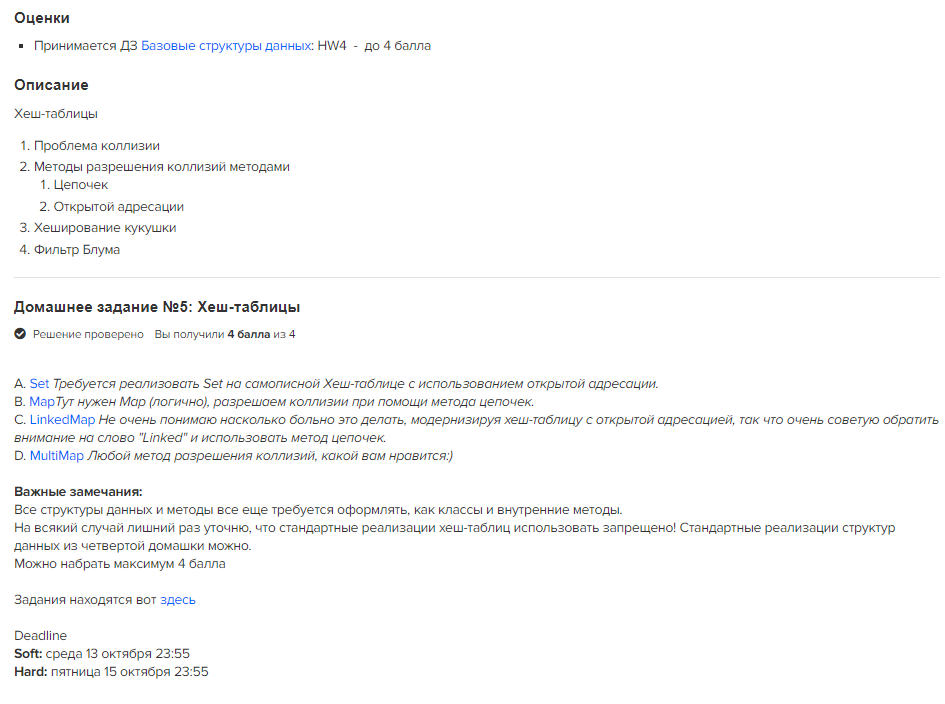 Оценки
▪ Принимается ДЗ Базовые структуры данных: HW4 - до 4 балла
Описание
Хеш-таблицы
1. Проблема коллизии
2. Методы разрешения коллизий методами
1. Цепочек
2. Открытой адресации
3. Хеширование кукушки
4. Фильтр Блума
Домашнее задание №5: Хеш-таблицы
Решение проверено Вы получили 4 балла из 4
A. Set Требуется реализовать Set на самописной Хеш-таблице с использованием открытой адресации.
B. MapТут нужен Map (логично), разрешаем коллизии при помощи метода цепочек.
C. LinkedMap Не очень понимаю насколько больно это делать, модернизируя хеш-таблицу с открытой адресацией, так что очень советую обратить
внимание на слово "Linked" и использовать метод цепочек.
D. MultiMap Любой метод разрешения коллизий, какой вам нравится:)
Важные замечания:
Все структуры данных и методы все еще требуется оформлять, как классы и внутренние методы.
На всякий случай лишний раз уточню, что стандартные реализации хеш-таблиц использовать запрещено! Стандартные реализации структур
данных из четвертой домашки можно.
Можно набрать максимум 4 балла
Задания находятся вот здесь
Deadline
Soft: среда 13 октября 23:55
Hard: пятница 15 октября 23:55